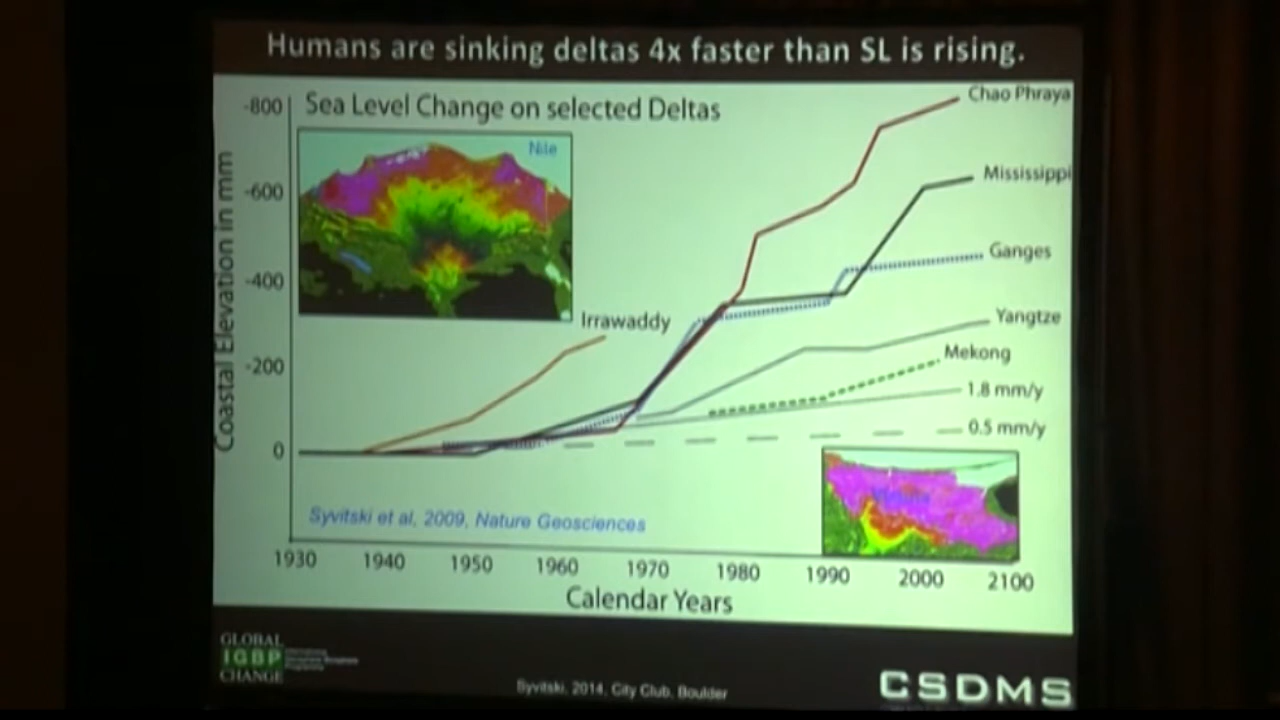 Humans are sinking deltas 4x faster than SL is rising.
Sea Level Change on selected Deltas
Coastal Elevation in mm
-800
-600
-400
-200
0
Nile
Chao Phraya
Mississippi
Ganges
Irrawaddy
Yangtze
Mekong
1.8 mm/y
0.5 mm/y
Syvitski et al, 2009, Nature Geosciences
1930 1940 1950 1960 1970 1980 1990 2000 2100
Calendar Years
GLOBAL
IGBP
CHANGE
Syvitski, 2014, City Club, Boulder
CSDMS